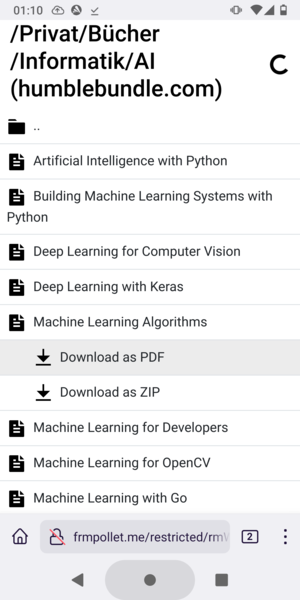 01:10
/Privat/Bücher
/Informatik/AI
(humblebundle.com)
..
Artificial Intelligence with Python
Building Machine Learning Systems with
Python
Deep Learning for Computer Vision
Deep Learning with Keras
Machine Learning Algorithms
Download as PDF
Download as ZIP
Machine Learning for Developers
Machine Learning for OpenCV
Machine Learning with Go
frmpollet.me/restricted/rm
2